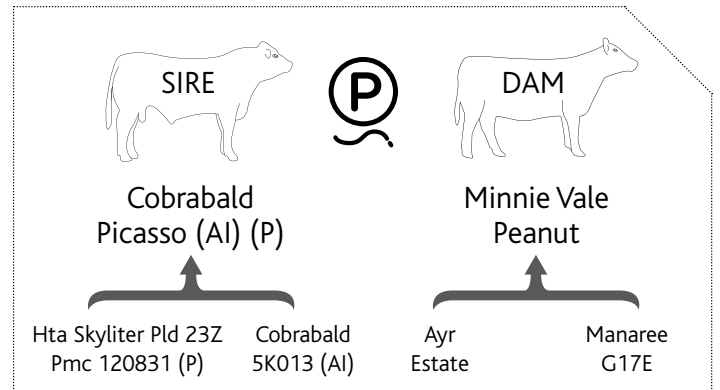 SIRE
P
DAM
Cobrabald
Picasso (AI) (P)
Minnie Vale
Peanut
Hta Skyliter Pld 23Z
Pmc 120831 (P)
Cobrabald
5K013 (AI)
Ayr
Estate
Manaree
G17E